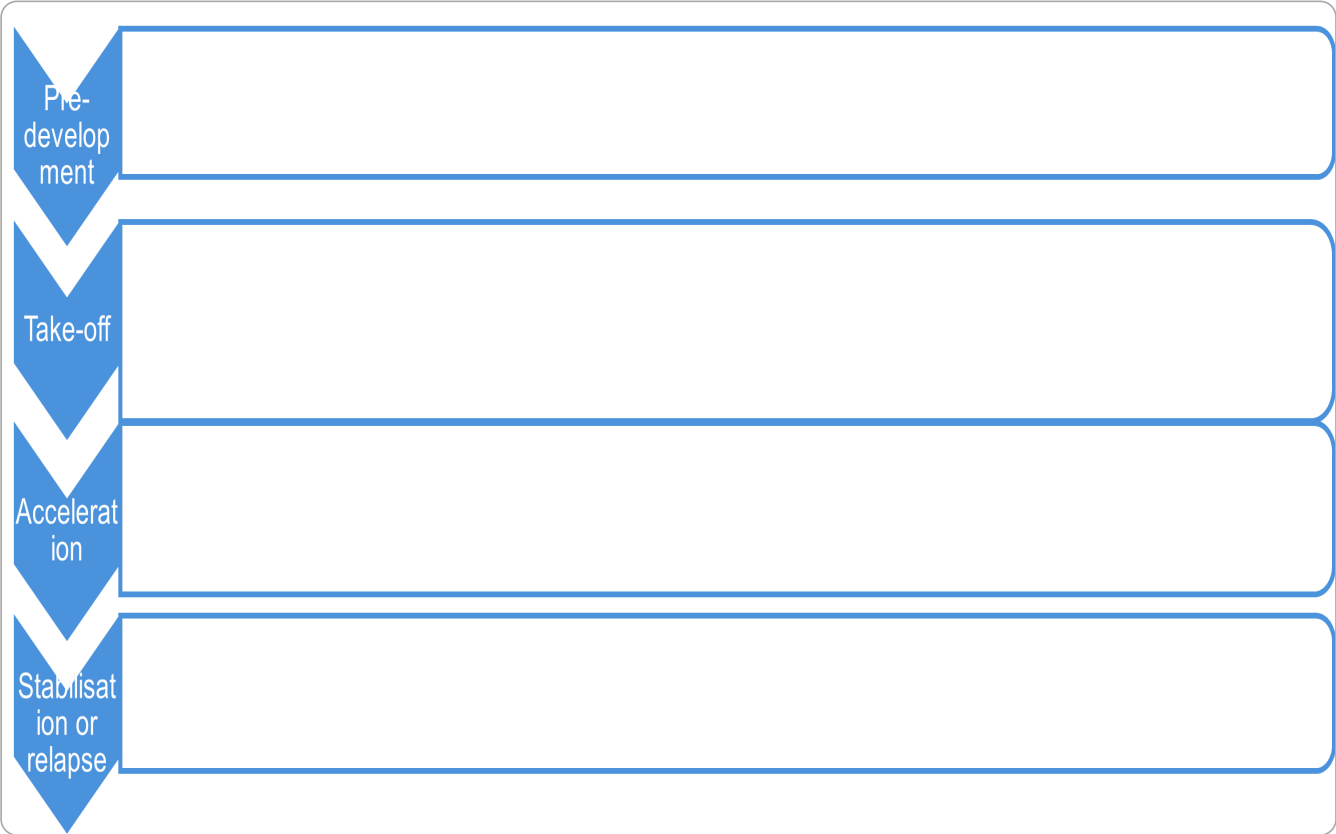 Pre-
develop
ment
Take-off
Accelerat
ion
Stabilisat
ion or
relapse